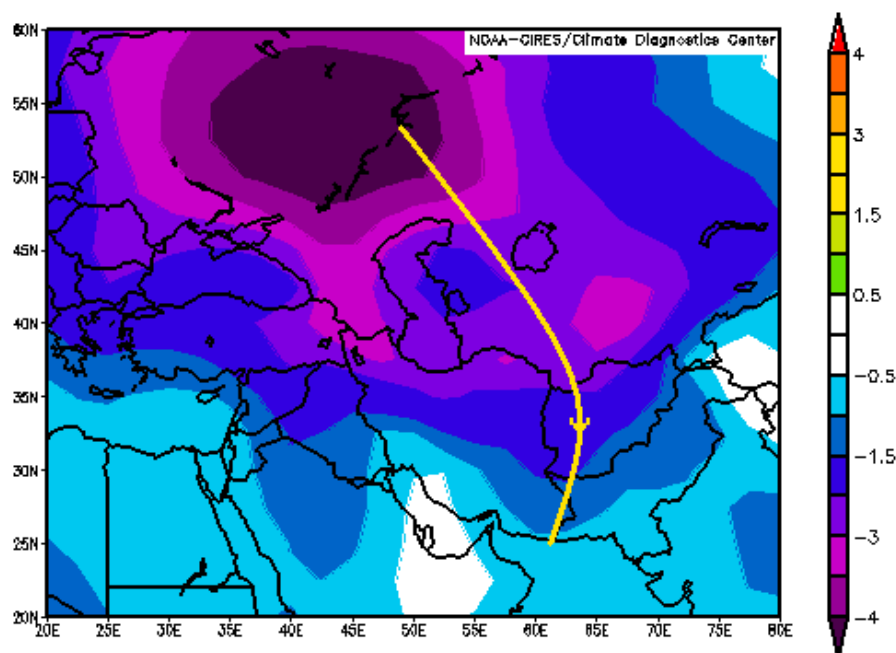 NOAA-CIRES/Climate Diagnostics Center
60N
55N
50N
45N
40N
35N
30N
25N
20N
20E 25E 30E 35E 40E 45E 50E 55E 60E 65E 70E 75E 80E
4
3
1.5
0.5
-0.5
-1.5
-3
-4